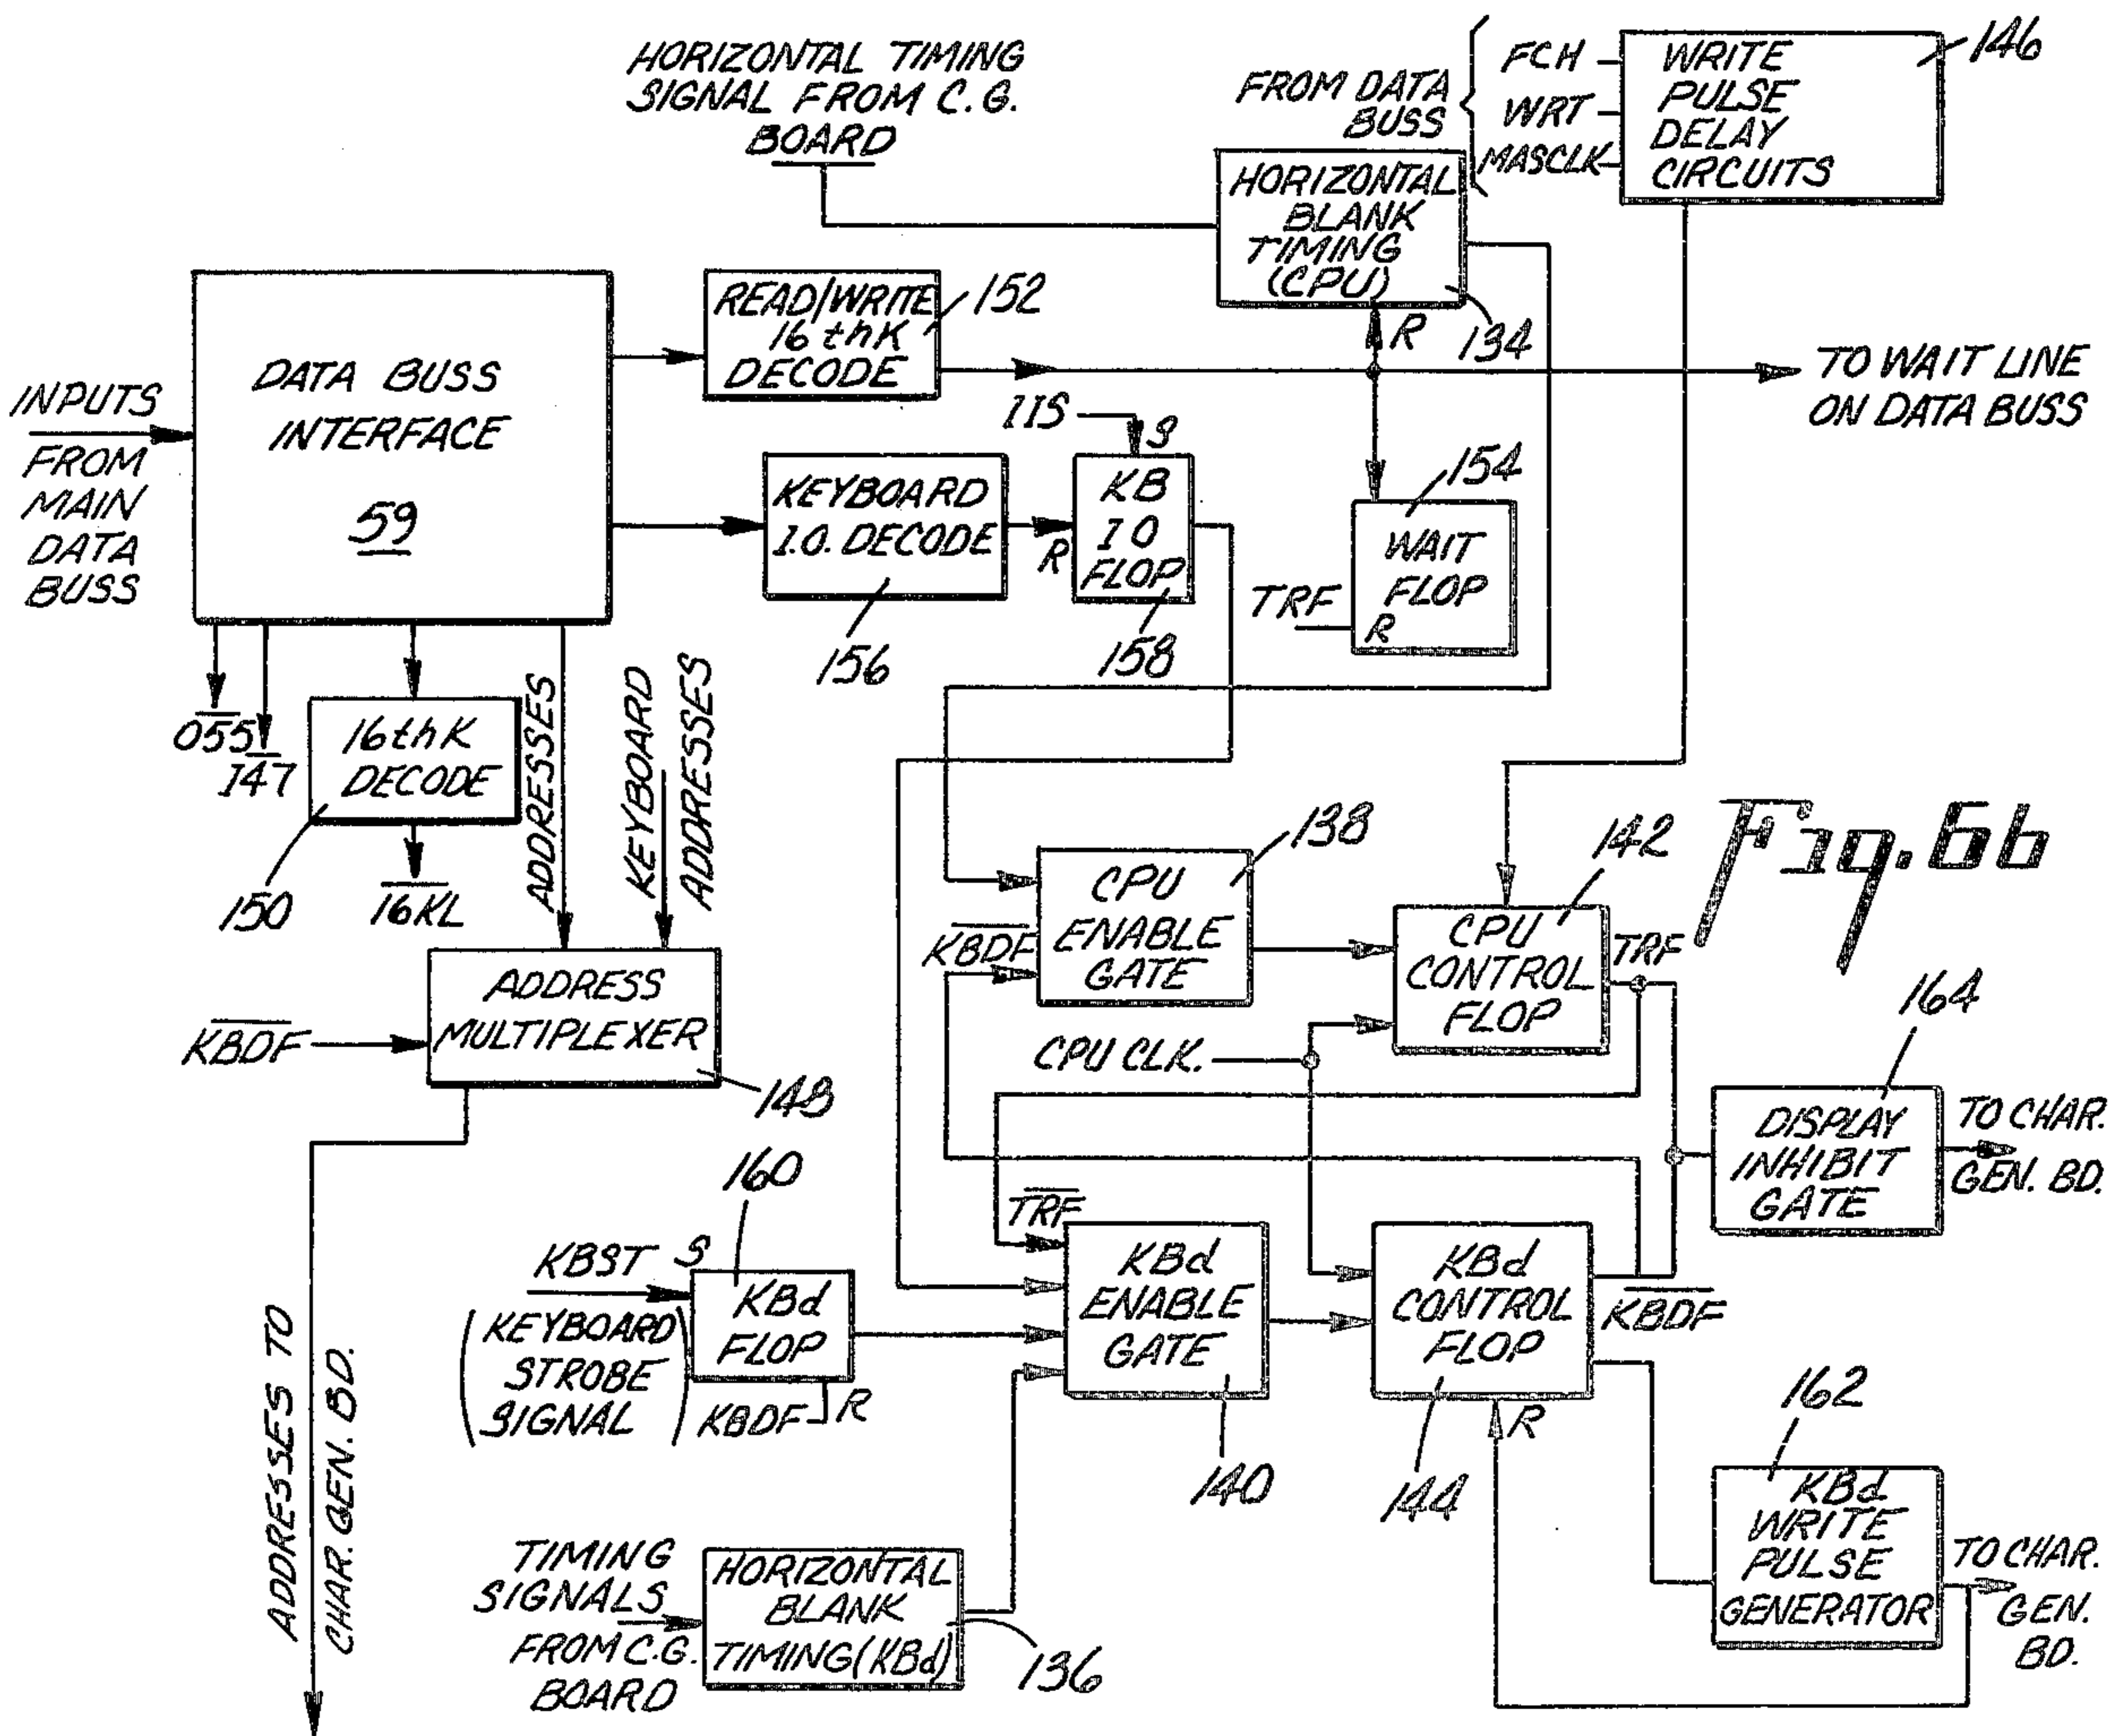 HORIZONTAL TIMING
SIGNAL FROM C.G.
BOARD
FROM DATA
BUSS
FCH
WRT
MASCLK
WRITE
PULSE
DELAY
CIRCUITS
146
HORIZONTAL
BLANK
TIMING
(CPU)
R
134
INPUTS
FROM
MAIN
DATA
BUSS
DATA BUSS
INTERFACE
59
READ/WRITE
16thK
DECODE
152
TO WAIT LINE
ON DATA BUSS
IIS
S
KEYBOARD
I.O. DECODE
156
R
KB
IO
FLOP
158
154
WAIT
FLOP
R
TRF
O55
I47
16thK
DECODE
150
16KL
ADDRESSES
KEYBOARD
ADDRESSES
KBDF
ADDRESS
MULTIPLEXER
148
138
CPU
ENABLE
GATE
KBDF
142
CPU
CONTROL
FLOP
TRF
Fig. 6b
CPU CLK.
164
DISPLAY
INHIBIT
GATE
TO CHAR.
GEN. BD.
160
KBST
S
(KEYBOARD
STROBE
SIGNAL)
KBd
FLOP
KBDF
R
TRF
KBd
ENABLE
GATE
140
KBd
CONTROL
FLOP
KBDF
R
144
162
KBd
WRITE
PULSE
GENERATOR
TO CHAR.
GEN.
BD.
TIMING
SIGNALS
FROM C.G.
BOARD
HORIZONTAL
BLANK
TIMING (KBd)
136
ADDRESSES TO
CHAR. GEN. BD.